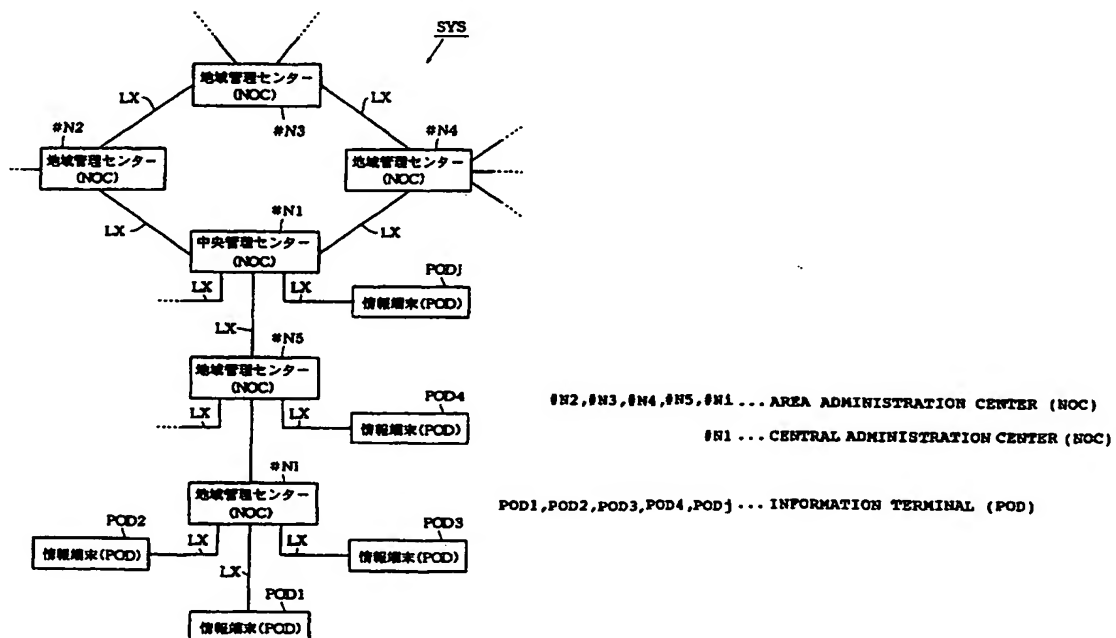 SYS
地域管理センター
(NOC)
LX
LX
#N2
#N3
#N4
地域管理センター
(NOC)
地域管理センター
(NOC)
#N1
LX
LX
中央管理センター
(NOC)
PODj
LX
LX
情報端末(POD)
LX
#N5
地域管理センター
(NOC)
POD4
#N2,#N3,#N4,#N5,#Ni...AREA ADMINISTRATION CENTER (NOC)
LX
LX
情報端末(POD)
#N1...CENTRAL ADMINISTRATION CENTER (NOC)
#Ni
地域管理センター
(NOC)
POD1,POD2,POD3,POD4,PODj...INFORMATION TERMINAL (POD)
POD2
POD3
LX
LX
情報端末(POD)
情報端末(POD)
LX
POD1
情報端末(POD)